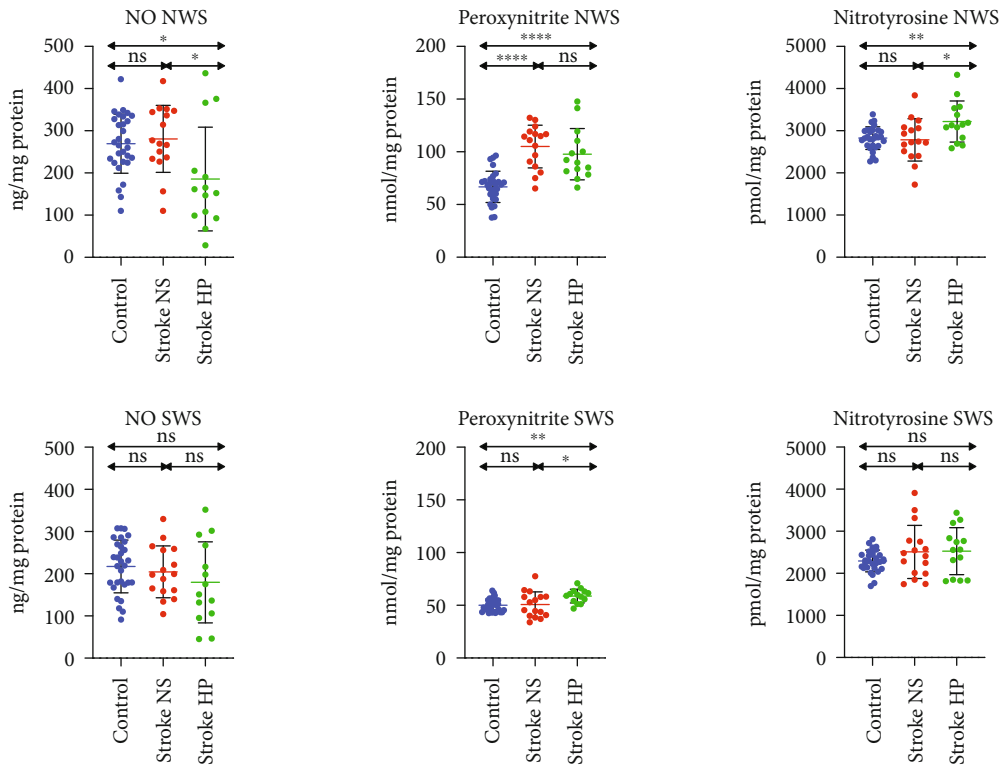 NO NWS
*
ns
*
500
400
300
200
100
0
ng/mg protein
Control
Stroke NS
Stroke HP
Peroxynitrite NWS
****
****
ns
200
150
100
50
0
nmol/mg protein
Control
Stroke NS
Stroke HP
Nitrotyrosine NWS
**
ns
*
5000
4000
3000
2000
1000
0
pmol/mg protein
Control
Stroke NS
Stroke HP
NO SWS
ns
ns
ns
500
400
300
200
100
0
ng/mg protein
Control
Stroke NS
Stroke HP
Peroxynitrite SWS
**
ns
*
200
150
100
50
0
nmol/mg protein
Control
Stroke NS
Stroke HP
Nitrotyrosine SWS
ns
ns
ns
5000
4000
3000
2000
1000
0
pmol/mg protein
Control
Stroke NS
Stroke HP